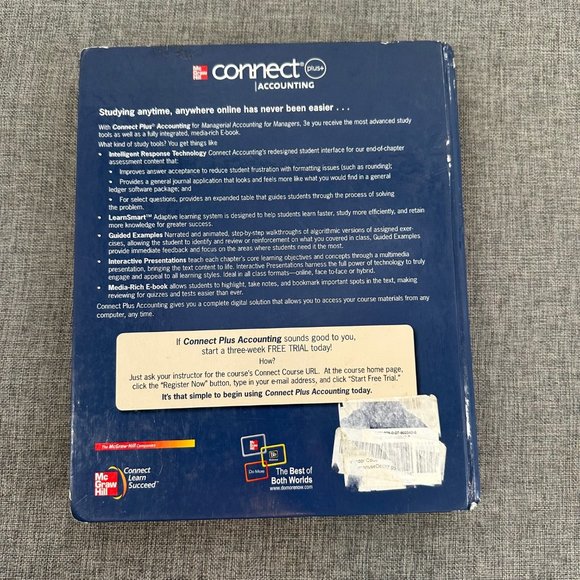 Mc
Graw
Hill
connect® plus+
|ACCOUNTING
Studying anytime, anywhere online has never been easier . . .
With Connect Plus® Accounting for Managerial Accounting for Managers, 3e you receive the most advanced study
tools as well as a fully integrated, media-rich E-book.
What kind of study tools? You get things like
• Intelligent Response Technology Connect Accounting's redesigned student interface for our end-of-chapter
assessment content that:
• Improves answer acceptance to reduce student frustration with formatting issues (such as rounding);
• Provides a general journal application that looks and feels more like what you would find in a general
ledger software package; and
• For select questions, provides an expanded table that guides students through the process of solving
the problem.
• LearnSmart™ Adaptive learning system is designed to help students learn faster, study more efficiently, and retain
more knowledge for greater success.
• Guided Examples Narrated and animated, step-by-step walkthroughs of algorithmic versions of assigned exer-
cises, allowing the student to identify and review or reinforcement on what you covered in class, Guided Examples
provide immediate feedback and focus on the areas where students need it the most.
• Interactive Presentations teach each chapter's core learning objectives and concepts through a multimedia
presentation, bringing the text content to life. Interactive Presentations harness the full power of technology to truly
engage and appeal to all learning styles. Ideal in all class formats—online, face-to-face or hybrid.
• Media-Rich E-book allows students to highlight, take notes, and bookmark important spots in the text, making
reviewing for quizzes and tests easier than ever.
Connect Plus Accounting gives you a complete digital solution that allows you to access your course materials from any
computer, any time.
If Connect Plus Accounting sounds good to you,
start a three-week FREE TRIAL today!
How?
Just ask your instructor for the course's Connect Course URL. At the course home page,
click the "Register Now" button, type in your e-mail address, and click "Start Free Trial."
It's that simple to begin using Connect Plus Accounting today.
The McGraw-Hill Companies
Mc
Graw
Hill
Connect
Learn
Succeed™
Do More
The Best of
Both Worlds
www.domorenow.com